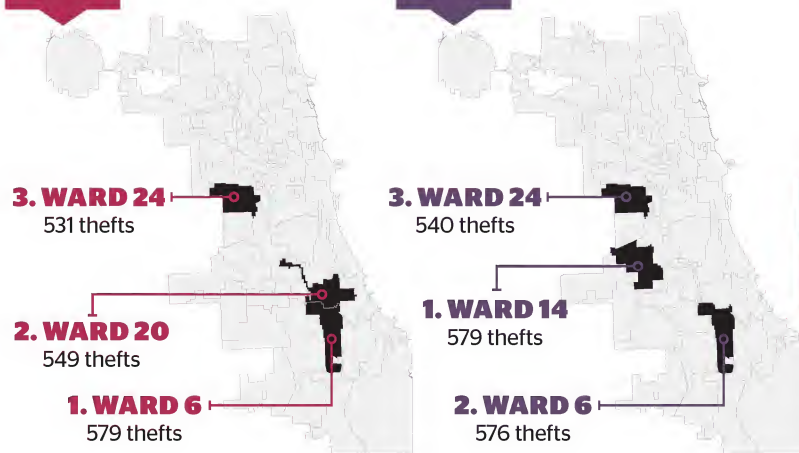 3. WARD 24
531 thefts
2. WARD 20
549 thefts
1. WARD 6
579 thefts
3. WARD 24
540 thefts
1. WARD 14
579 thefts
2. WARD 6
576 thefts